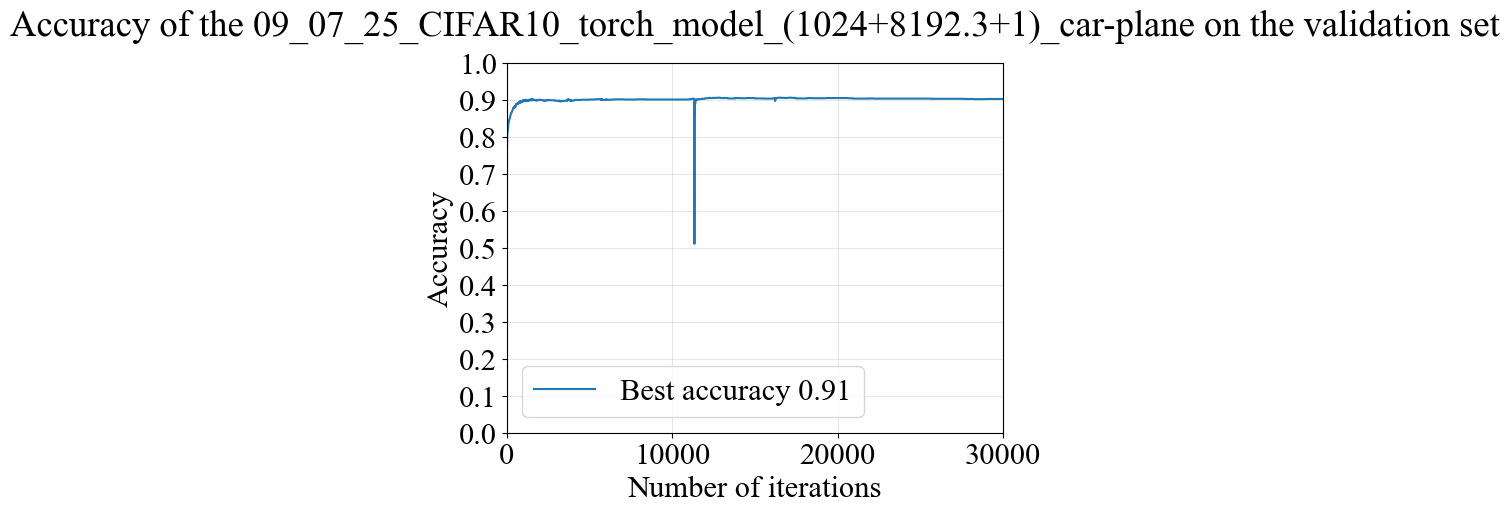 Accuracy of the 09_07_25_CIFAR10_torch_model_(1024+8192.3+1)_car-plane on the validation set
1.0
0.9
0.8
0.7
0.6
0.5
0.4
0.3
0.2
0.1
0.0
Accuracy
Best accuracy 0.91
0 10000 20000 30000
Number of iterations